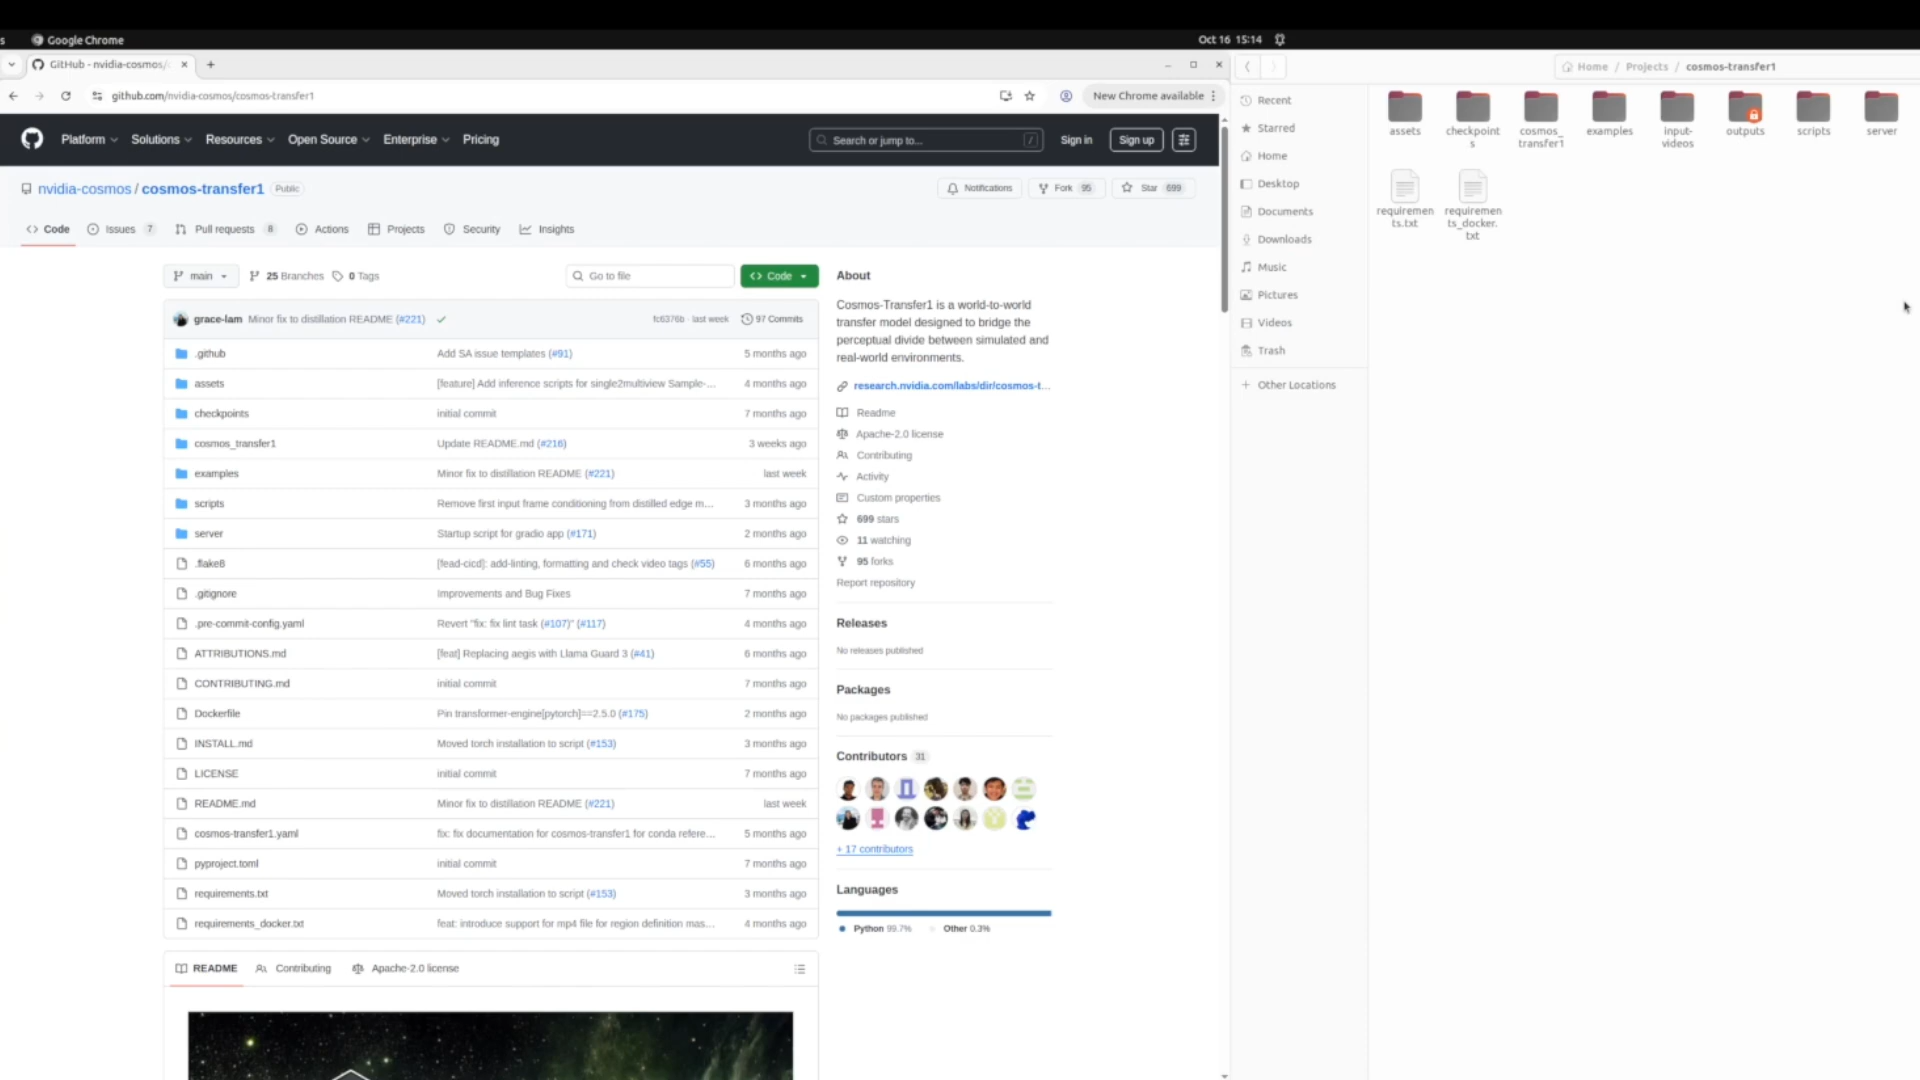 s
Google Chrome
Oct 16 15:14
GitHub - nvidia-cosmos/c
github.com/nvidia-cosmos/cosmos-transfer1
New Chrome available
Platform
Solutions
Resources
Open Source
Enterprise
Pricing
Search or jump to...
/
Sign in
Sign up
nvidia-cosmos / cosmos-transfer1
Public
Notifications
Fork 95
Star 699
Code
Issues 7
Pull requests 8
Actions
Projects
Security
Insights
main
25 Branches
0 Tags
Go to file
Code
grace-lam Minor fix to distillation README (#221)
fc6376b · last week
97 Commits
.github Add SA issue templates (#91) 5 months ago
assets [feature] Add inference scripts for single2multiview Sample-... 4 months ago
checkpoints initial commit 7 months ago
cosmos_transfer1 Update README.md (#216) 3 weeks ago
examples Minor fix to distillation README (#221) last week
scripts Remove first input frame conditioning from distilled edge m... 3 months ago
server Startup script for gradio app (#171) 2 months ago
.flake8 [fead-cicd]: add-linting, formatting and check video tags (#55) 6 months ago
.gitignore Improvements and Bug Fixes 7 months ago
.pre-commit-config.yaml Revert "fix: fix lint task (#107)" (#117) 4 months ago
ATTRIBUTIONS.md [feat] Replacing aegis with Llama Guard 3 (#41) 6 months ago
CONTRIBUTING.md initial commit 7 months ago
Dockerfile Pin transformer-engine[pytorch]==2.5.0 (#175) 2 months ago
INSTALL.md Moved torch installation to script (#153) 3 months ago
LICENSE initial commit 7 months ago
README.md Minor fix to distillation README (#221) last week
cosmos-transfer1.yaml fix: fix documentation for cosmos-transfer1 for conda refere... 5 months ago
pyproject.toml initial commit 7 months ago
requirements.txt Moved torch installation to script (#153) 3 months ago
requirements_docker.txt feat: introduce support for mp4 file for region definition mas... 4 months ago
README
Contributing
Apache-2.0 license
About
Cosmos-Transfer1 is a world-to-world
transfer model designed to bridge the
perceptual divide between simulated and
real-world environments.
research.nvidia.com/labs/dir/cosmos-t...
Readme
Apache-2.0 license
Contributing
Activity
Custom properties
699 stars
11 watching
95 forks
Report repository
Releases
No releases published
Packages
No packages published
Contributors 31
+ 17 contributors
Languages
Python 99.7%
Other 0.3%
Home / Projects / cosmos-transfer1
Recent
Starred
Home
Desktop
Documents
Downloads
Music
Pictures
Videos
Trash
Other Locations
assets
checkpoint
s
cosmos_
transfer1
examples
input-
videos
outputs
scripts
server
requiremen
ts.txt
requiremen
ts_docker.
txt